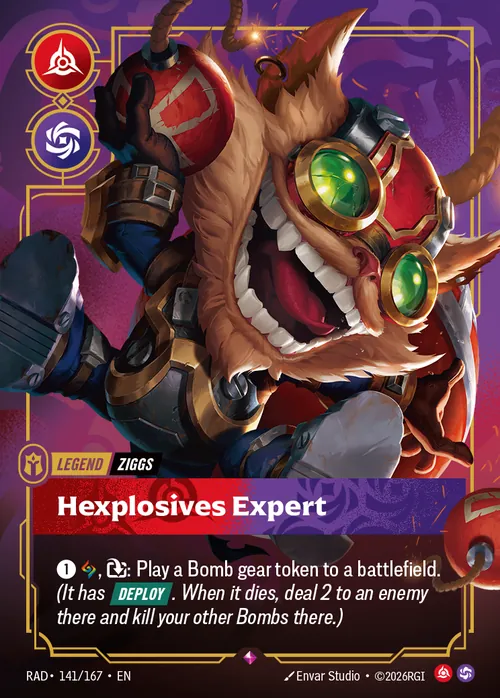 LEGEND ZIGGS
Hexplosives Expert
1 , : Play a Bomb gear token to a battlefield.
(It has DEPLOY. When it dies, deal 2 to an enemy
there and kill your other Bombs there.)
RAD • 141/167 • EN Envar Studio • ©2026RGI